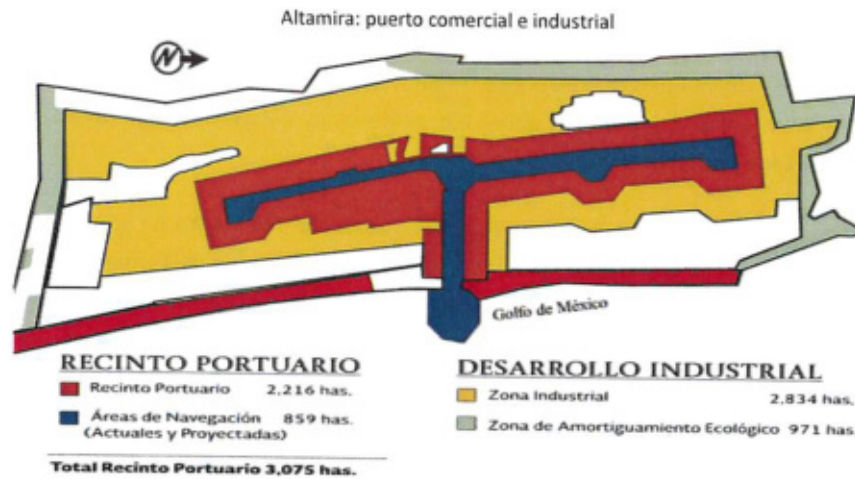 Altamira: puerto comercial e industrial
N
Golfo de México
RECINTO PORTUARIO
Recinto Portuario 2,216 has.
Áreas de Navegación 859 has.
(Actuales y Proyectadas)
Total Recinto Portuario 3,075 has.
DESARROLLO INDUSTRIAL
Zona Industrial 2,834 has.
Zona de Amortiguamiento Ecológico 971 has.